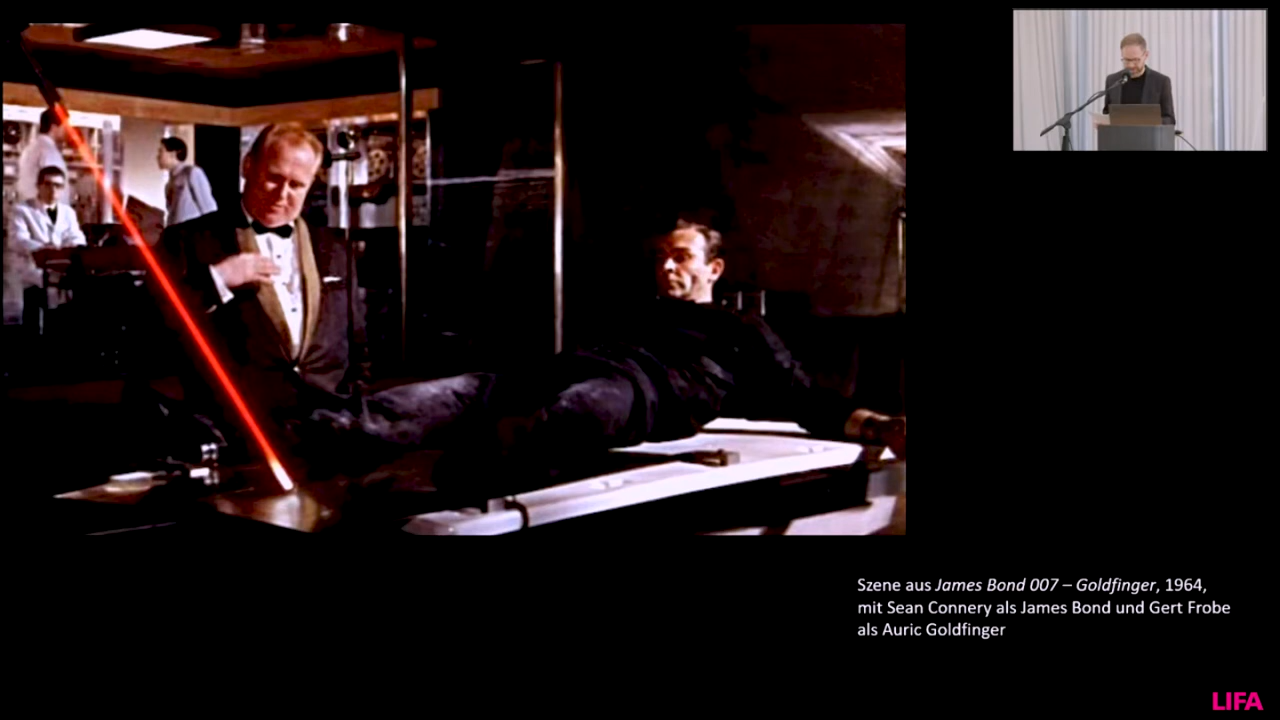 Szene aus James Bond 007 – Goldfinger, 1964,
mit Sean Connery als James Bond und Gert Frobe
als Auric Goldfinger
LIFA